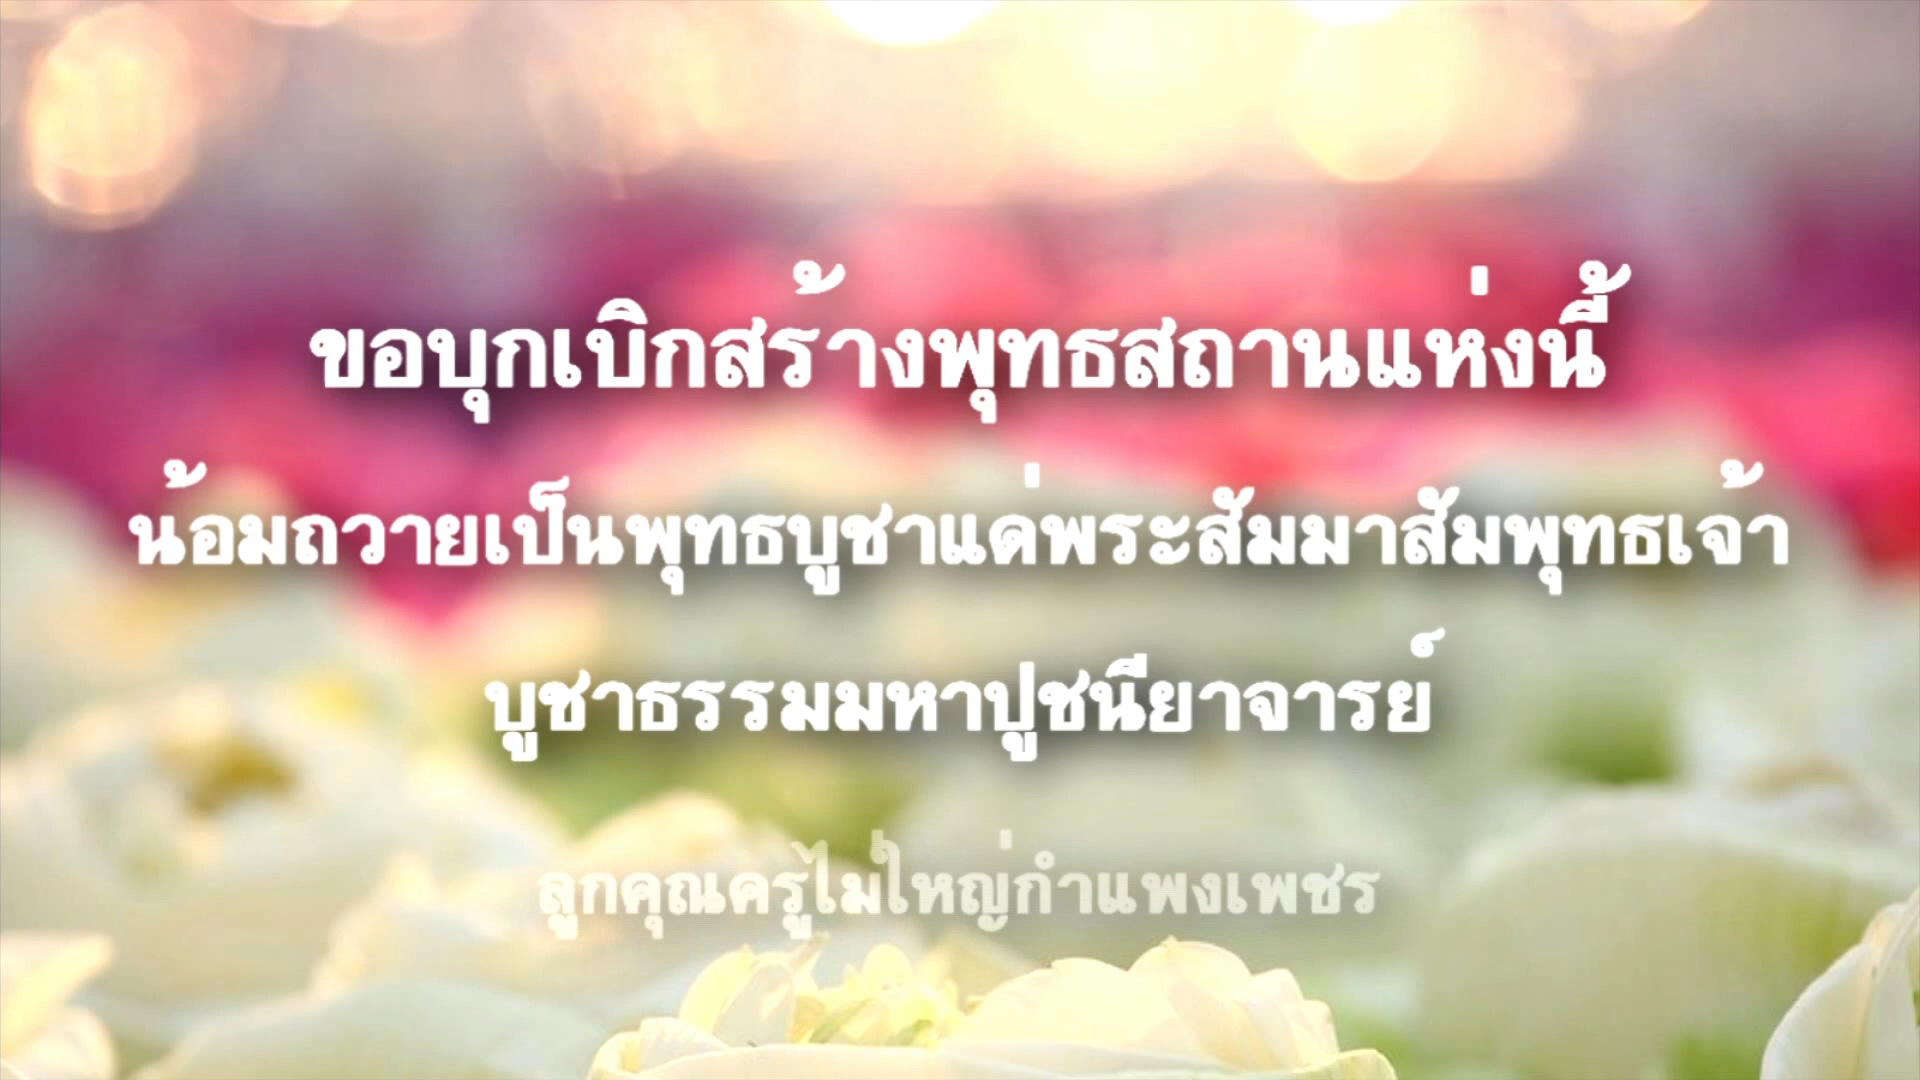 ขอบุกเบิกสร้างพุทธสถานแห่งนี้
น้อมถวายเป็นพุทธบูชาแด่พระสัมมาสัมพุทธเจ้า
บูชาธรรมมหาปูชนียาจารย์
ลูกคุณครูไม่ใหญ่กำแพงเพชร